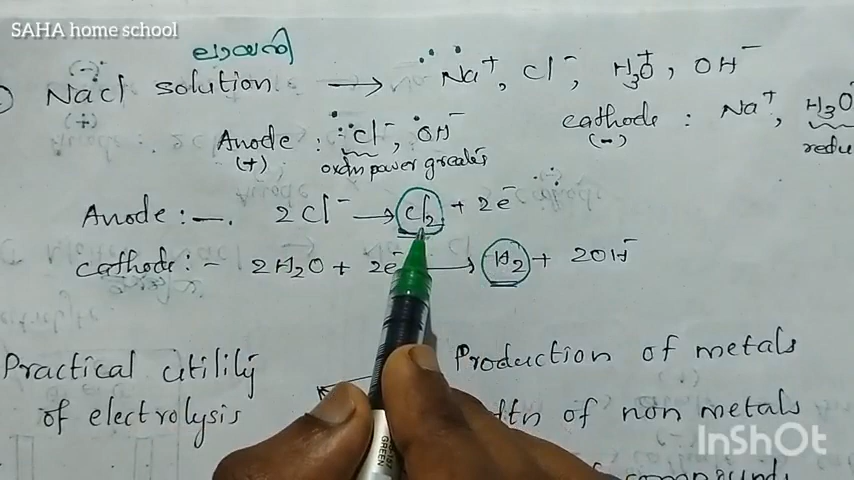 SAHA home school
ലായനി
(-)
NaCl solution → Na⁺, Cl⁻, H₃O⁺, OH⁻
(+)
Anode : Cl⁻, OH⁻ cathode : Na⁺, H₃O
(+) oxdn power greater (-) redu
Anode :- 2Cl⁻ → Cl₂ + 2e⁻
cathode :- 2H₂O + 2e⁻ → H₂ + 2OH⁻
Practical utility Production of metals
of electrolysis of non metals
InShOt